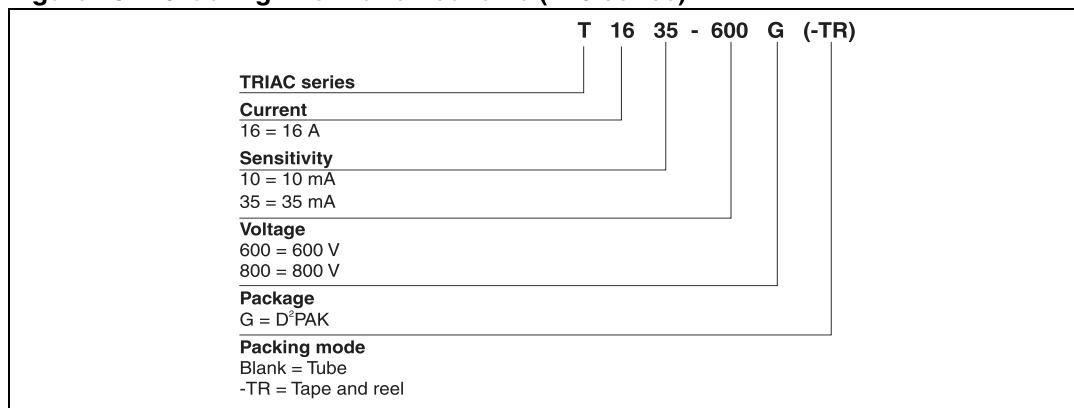 T 16 35 - 600 G (-TR)
TRIAC series
Current
16 = 16 A
Sensitivity
10 = 10 mA
35 = 35 mA
Voltage
600 = 600 V
800 = 800 V
Package
G = D²PAK
Packing mode
Blank = Tube
-TR = Tape and reel